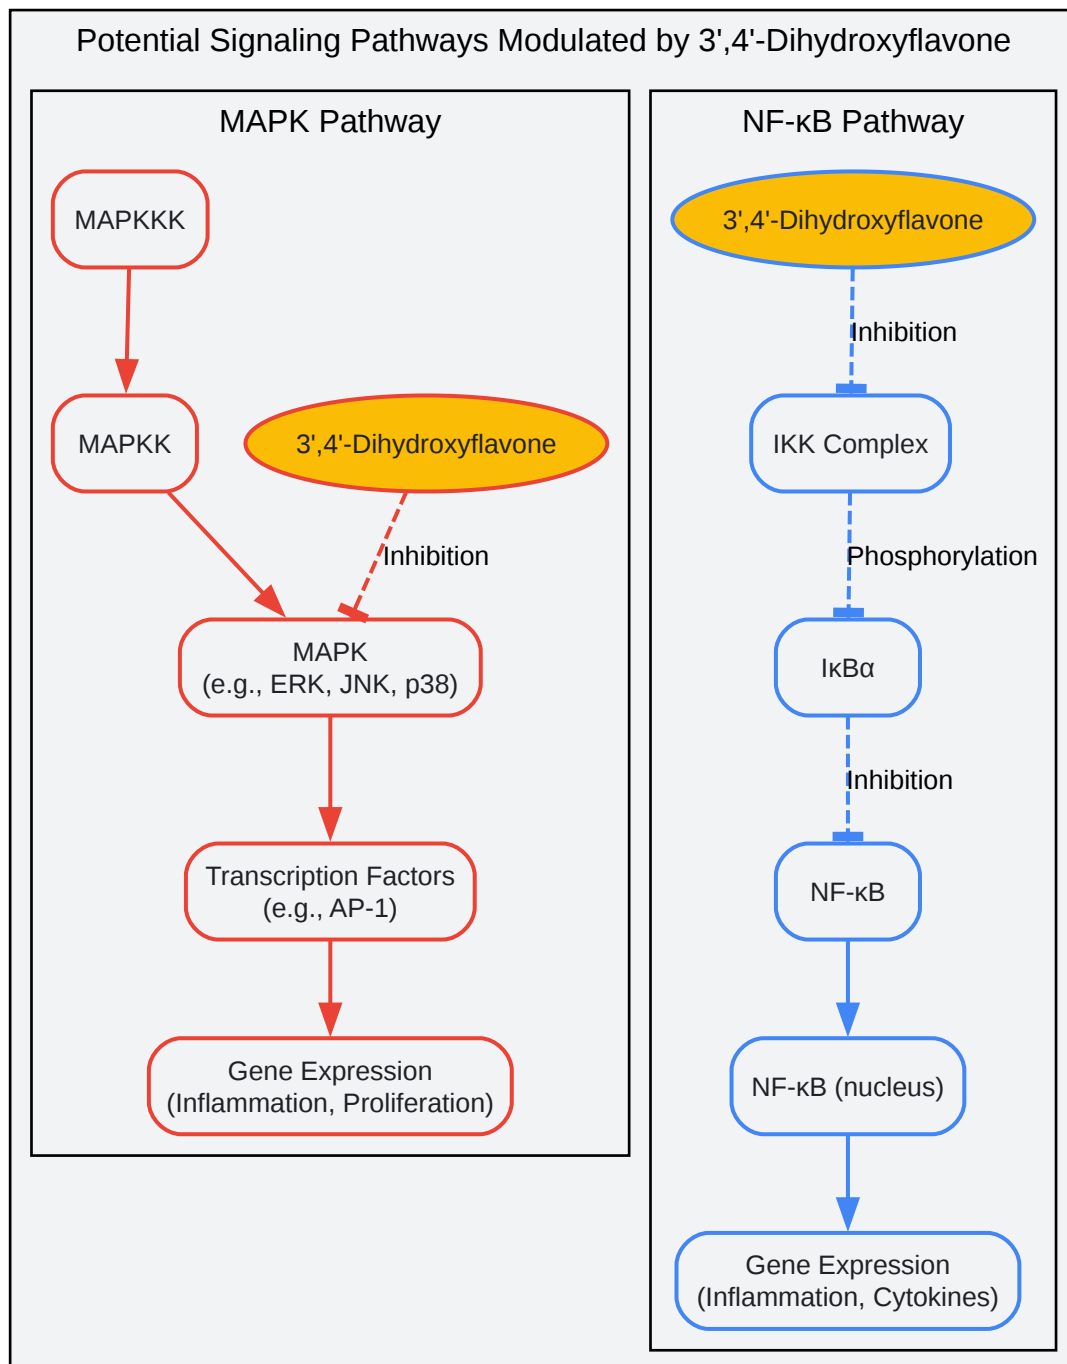 Potential Signaling Pathways Modulated by 3',4'-Dihydroxyflavone
MAPK Pathway
MAPKKK
MAPKK
3',4'-Dihydroxyflavone
Inhibition
MAPK
(e.g., ERK, JNK, p38)
Transcription Factors
(e.g., AP-1)
Gene Expression
(Inflammation, Proliferation)
NF-κB Pathway
3',4'-Dihydroxyflavone
Inhibition
IKK Complex
Phosphorylation
IκBα
Inhibition
NF-κB
NF-κB (nucleus)
Gene Expression
(Inflammation, Cytokines)